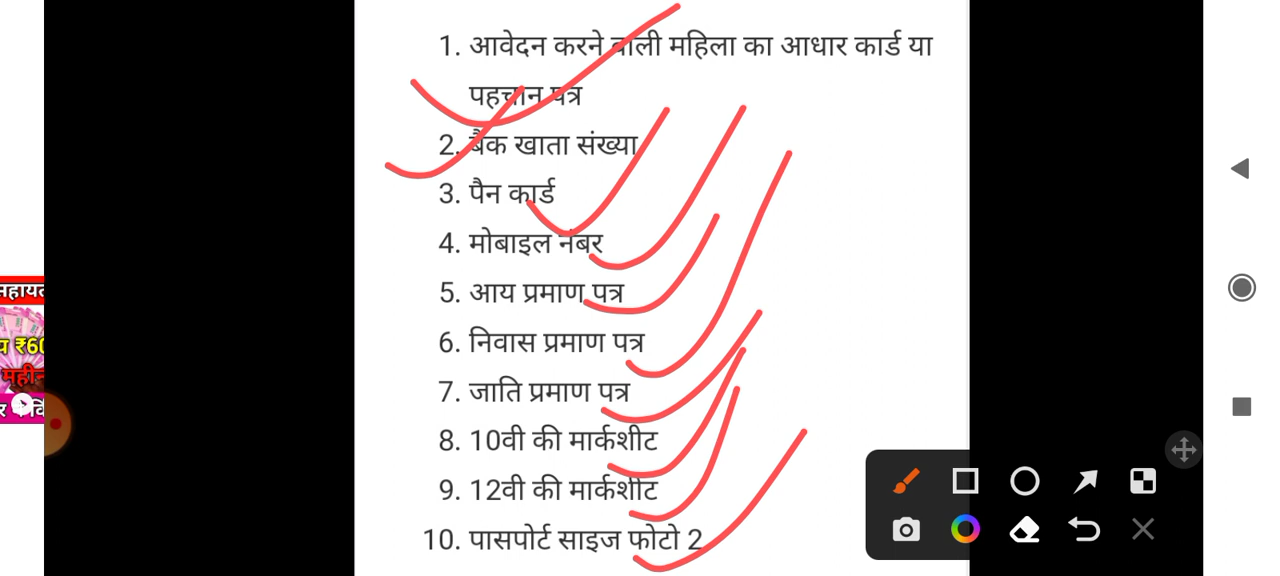 1. आवेदन करने वाली महिला का आधार कार्ड या
पहचान पत्र
2. बैंक खाता संख्या
3. पैन कार्ड
4. मोबाइल नंबर
5. आय प्रमाण पत्र
6. निवास प्रमाण पत्र
7. जाति प्रमाण पत्र
8. 10वी की मार्कशीट
9. 12वी की मार्कशीट
10. पासपोर्ट साइज फोटो 2